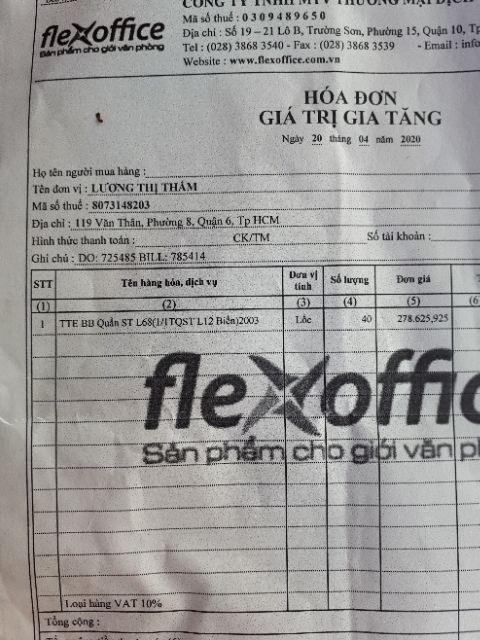 flexoffice
Sản phẩm cho giới văn phòng
CÔNG TY TNHH MTV THƯƠNG MẠI DỊCH
Mã số thuế : 0309489650
Địa chỉ : Số 19 – 21 Lô B, Trường Sơn, Phường 15, Quận 10, Tp
Tel : (028) 3868 3540 - Fax : (028) 3868 3539 - Email : info
Website : www.flexoffice.com.vn
HÓA ĐƠN
GIÁ TRỊ GIA TĂNG
Ngày 20 tháng 04 năm 2020
Họ tên người mua hàng :
Tên đơn vị : LƯƠNG THỊ THẮM
Mã số thuế : 8073148203
Địa chỉ : 119 Văn Thân, Phường 8, Quận 6, Tp HCM
Hình thức thanh toán : CK/TM Số tài khoản :
Ghi chú : DO: 725485 BILL: 785414
STT Tên hàng hóa, dịch vụ Đơn vị tính Số lượng Đơn giá T
(1) (2) (3) (4) (5) (6
1 TTE BB Quần ST L68(1/1TQST L12 Biển)2003 Lốc 40 278.625,925
flexoffic
Sản phẩm cho giới văn ph
Loại hàng VAT 10%
Tổng cộng :